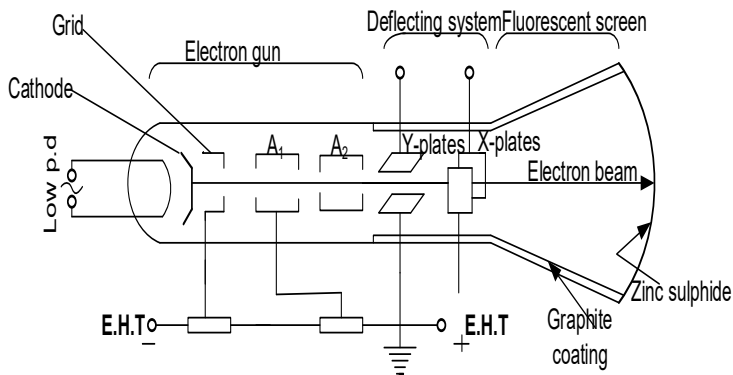 Deflecting system Fluorescent screen
Grid
Electron gun
Cathode
A1
A2
Y-plates
X-plates
Electron beam
Low p.d
Zinc sulphide
E.H.T
−
+
E.H.T
Graphite
coating